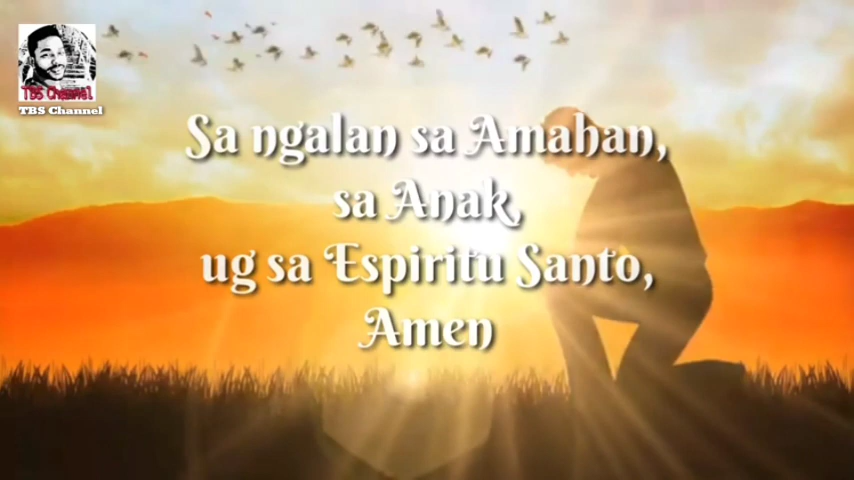 TBS Channel
TBS Channel
Sa ngalan sa Amahan,
sa Anak,
ug sa Espiritu Santo,
Amen